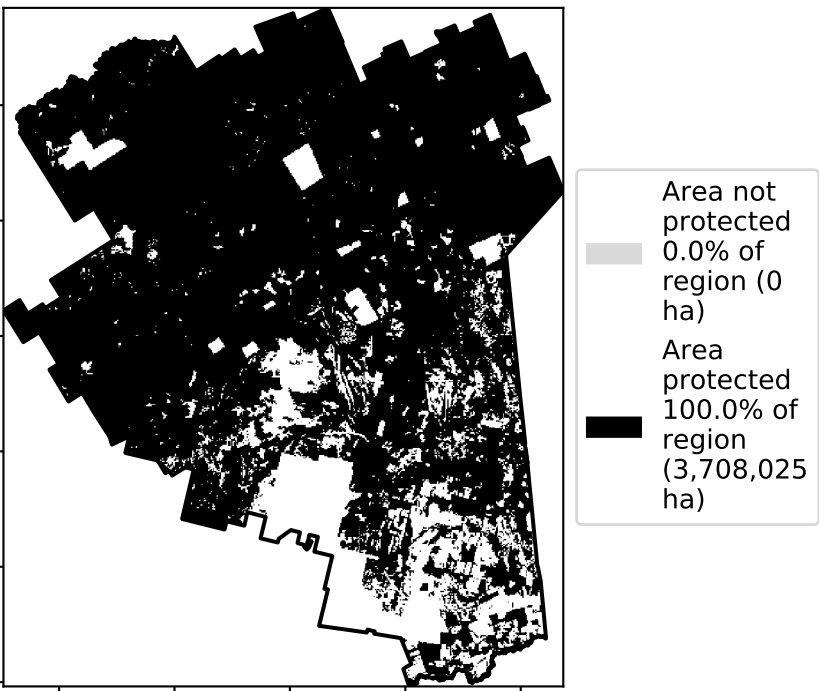 Area not
protected
0.0% of
region (0
ha)
Area
protected
100.0% of
region
(3,708,025
ha)